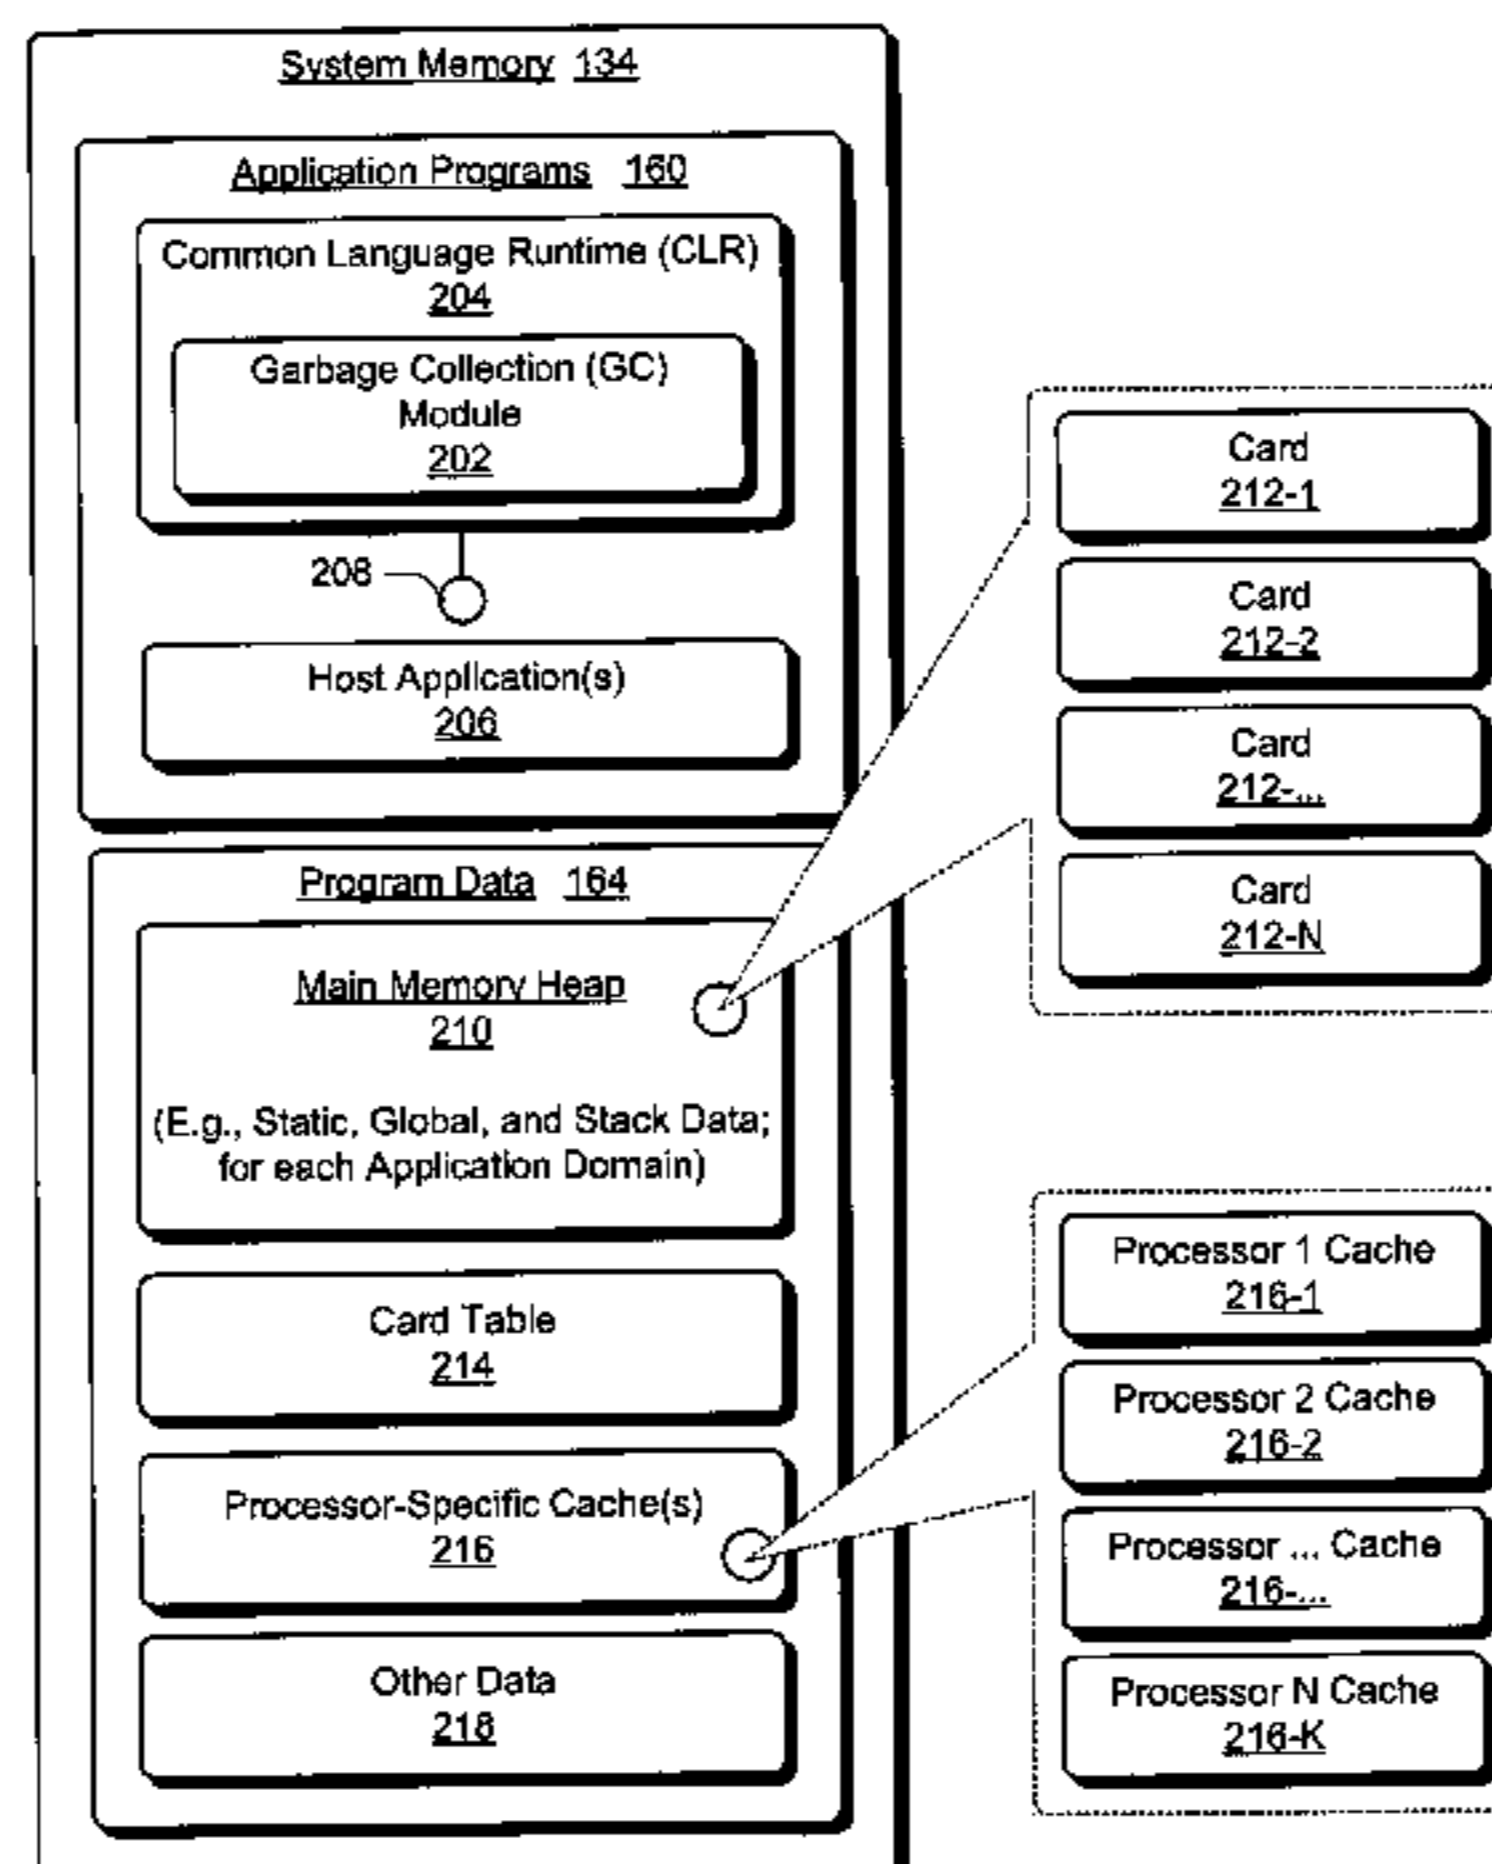 System Memory 134
Application Programs 160
Common Language Runtime (CLR)
204
Garbage Collection (GC)
Module
202
208
Host Application(s)
206
Program Data 164
Main Memory Heap
210
(E.g., Static, Global, and Stack Data;
for each Application Domain)
Card Table
214
Processor-Specific Cache(s)
216
Other Data
218
Card
212-1
Card
212-2
Card
212-...
Card
212-N
Processor 1 Cache
216-1
Processor 2 Cache
216-2
Processor ... Cache
216-...
Processor N Cache
216-K